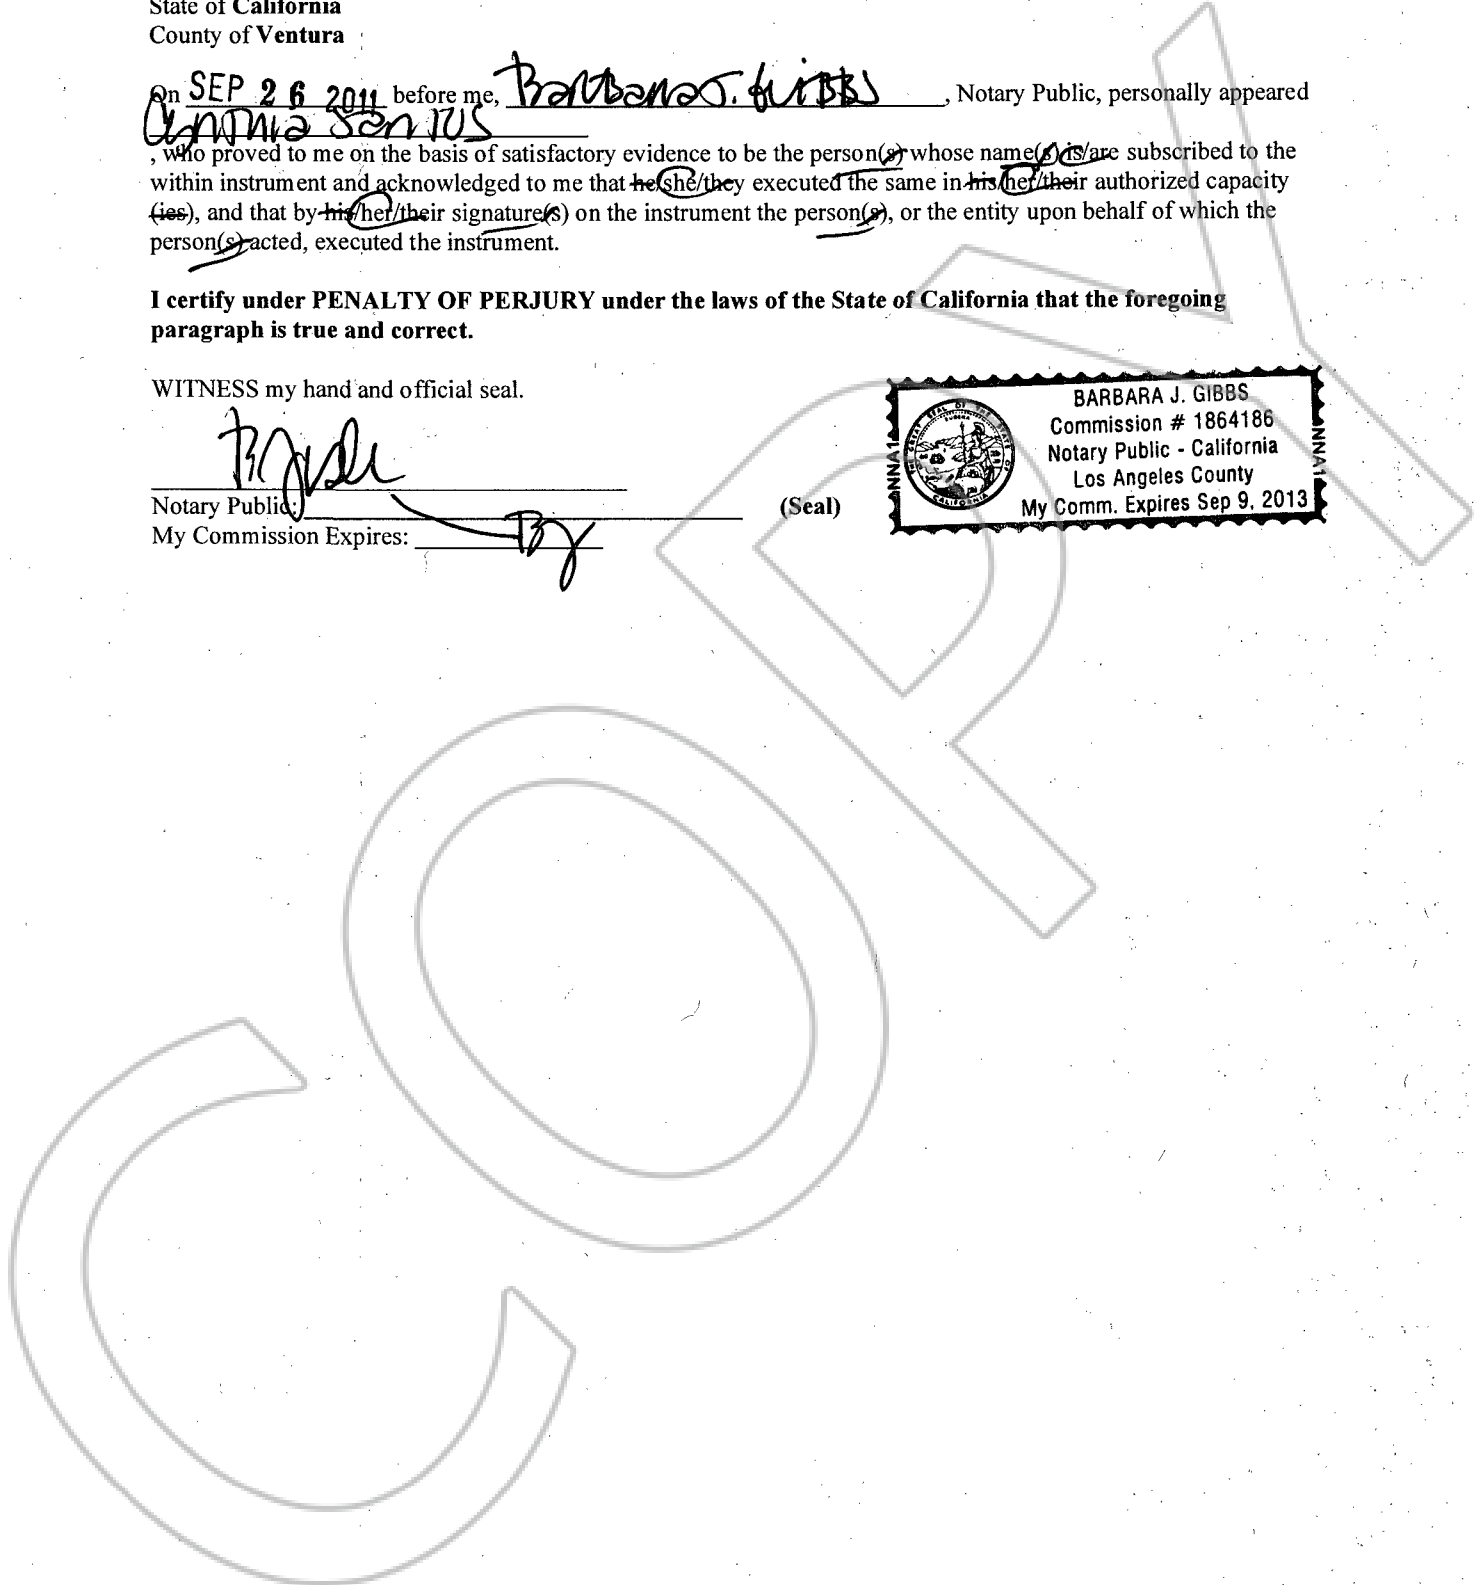 State of California
County of Ventura
On SEP 26 2011 before me, Barbara J. Gibbs, Notary Public, personally appeared
Cynthia Santos
, who proved to me on the basis of satisfactory evidence to be the person(s) whose name(s) is/are subscribed to the
within instrument and acknowledged to me that he/she/they executed the same in his/her/their authorized capacity
(ies), and that by his/her/their signature(s) on the instrument the person(s), or the entity upon behalf of which the
person(s) acted, executed the instrument.
I certify under PENALTY OF PERJURY under the laws of the State of California that the foregoing
paragraph is true and correct.
WITNESS my hand and official seal.
Notary Public:
My Commission Expires:
(Seal)
BARBARA J. GIBBS
Commission # 1864186
Notary Public - California
Los Angeles County
My Comm. Expires Sep 9, 2013
NNA1
NNA1
COPY